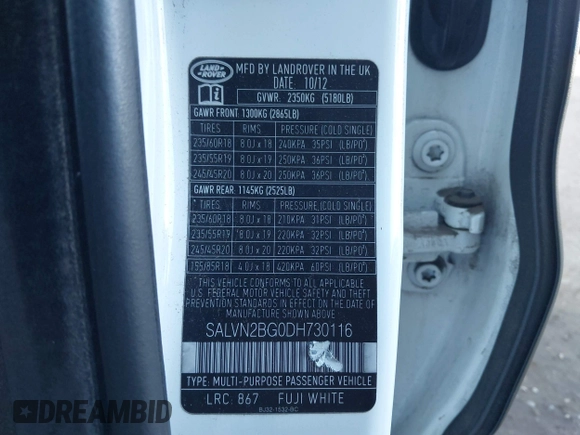 LAND ROVER
MFD BY LANDROVER IN THE UK
DATE: 10/12
GVWR. 2350KG (5180LB)
GAWR FRONT 1300KG (2865LB)
TIRES RIMS PRESSURE (COLD SINGLE)
235/60R18 8.0J x 18 240KPA 35PSI (LB/PO²)
235/55R19 8.0J x 19 250KPA 36PSI (LB/PO²)
245/45R20 8.0J x 20 250KPA 36PSI (LB/PO²)
GAWR REAR: 1145KG (2525LB)
TIRES RIMS PRESSURE (COLD SINGLE)
235/60R18 8.0J x 18 210KPA 31PSI (LB/PO²)
235/55R19 8.0J x 19 220KPA 32PSI (LB/PO²)
245/45R20 8.0J x 20 220KPA 32PSI (LB/PO²)
155/85R18 4.0J x 18 420KPA 60PSI (LB/PO²)
THIS VEHICLE CONFORMS TO ALL APPLICABLE
U.S. FEDERAL MOTOR VEHICLE SAFETY AND THEFT
PREVENTION STANDARDS IN EFFECT ON THE DATE OF
MANUFACTURE SHOWN ABOVE.
SALVN2BG0DH730116
TYPE: MULTI-PURPOSE PASSENGER VEHICLE
LRC: 867 FUJI WHITE
BJ32-1532-BC
DREAMBID